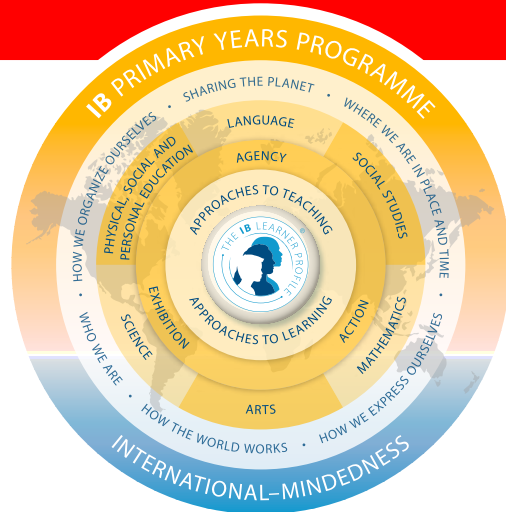 IB PRIMARY YEARS PROGRAMME
SHARING THE PLANET
WHERE WE ARE IN PLACE AND TIME
HOW WE EXPRESS OURSELVES
HOW THE WORLD WORKS
WHO WE ARE
HOW WE ORGANIZE OURSELVES
LANGUAGE
SOCIAL STUDIES
MATHEMATICS
ARTS
SCIENCE
PHYSICAL, SOCIAL AND
PERSONAL EDUCATION
AGENCY
ACTION
EXHIBITION
APPROACHES TO TEACHING
APPROACHES TO LEARNING
THE IB LEARNER PROFILE
®
INTERNATIONAL–MINDEDNESS